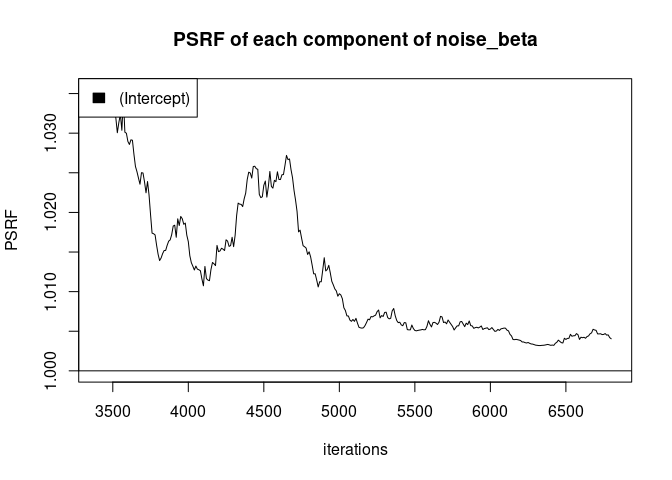 PSRF of each component of noise_beta
(Intercept)
PSRF
1.030
1.020
1.010
1.000
3500 4000 4500 5000 5500 6000 6500
iterations